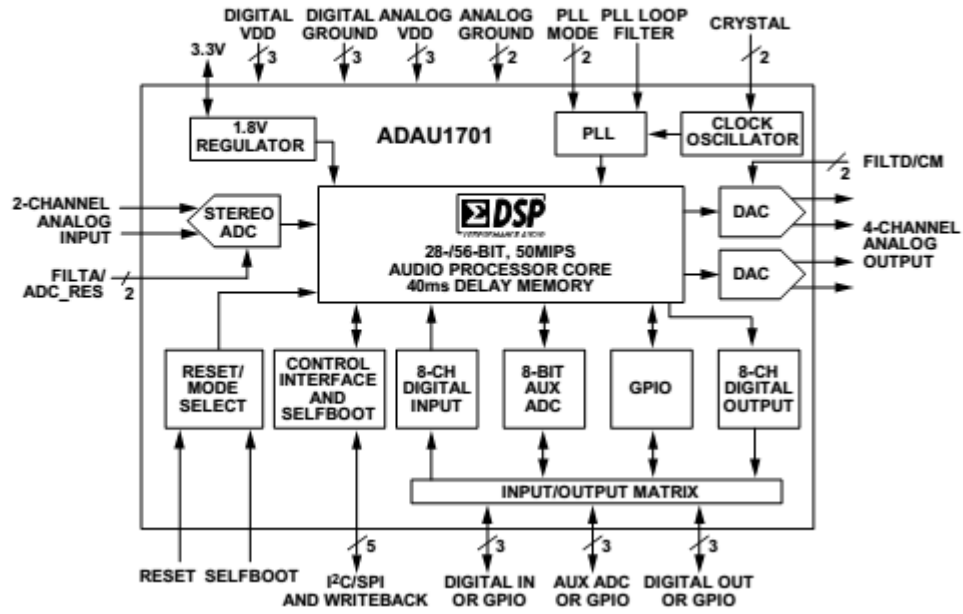 DIGITAL VDD
3
DIGITAL GROUND
3
ANALOG VDD
3
ANALOG GROUND
2
PLL MODE
2
PLL LOOP FILTER
CRYSTAL
2
3.3V
1.8V
REGULATOR
ADAU1701
PLL
CLOCK
OSCILLATOR
FILTD/CM
2
2-CHANNEL
ANALOG
INPUT
STEREO
ADC
FILTA/
ADC_RES
2
ΣDSP
28-/56-BIT, 50MIPS
AUDIO PROCESSOR CORE
40ms DELAY MEMORY
DAC
DAC
4-CHANNEL
ANALOG
OUTPUT
RESET/
MODE
SELECT
CONTROL
INTERFACE
AND
SELFBOOT
8-CH
DIGITAL
INPUT
8-BIT
AUX
ADC
GPIO
8-CH
DIGITAL
OUTPUT
INPUT/OUTPUT MATRIX
5
3
3
3
RESET
SELFBOOT
I²C/SPI
AND WRITEBACK
DIGITAL IN
OR GPIO
AUX ADC
OR GPIO
DIGITAL OUT
OR GPIO